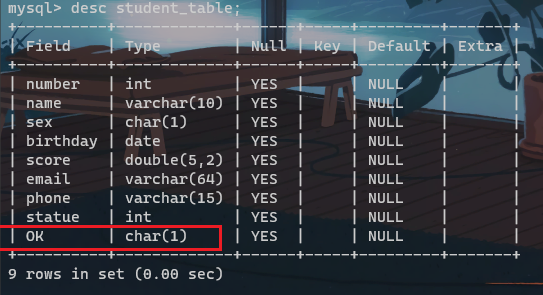 mysql> desc student_table;
+----------+-------------+------+-----+---------+-------+
| Field    | Type        | Null | Key | Default | Extra |
+----------+-------------+------+-----+---------+-------+
| number   | int         | YES  |     | NULL    |       |
| name     | varchar(10) | YES  |     | NULL    |       |
| sex      | char(1)     | YES  |     | NULL    |       |
| birthday | date        | YES  |     | NULL    |       |
| score    | double(5,2) | YES  |     | NULL    |       |
| email    | varchar(64) | YES  |     | NULL    |       |
| phone    | varchar(15) | YES  |     | NULL    |       |
| statue   | int         | YES  |     | NULL    |       |
| OK       | char(1)     | YES  |     | NULL    |       |
+----------+-------------+------+-----+---------+-------+
9 rows in set (0.00 sec)